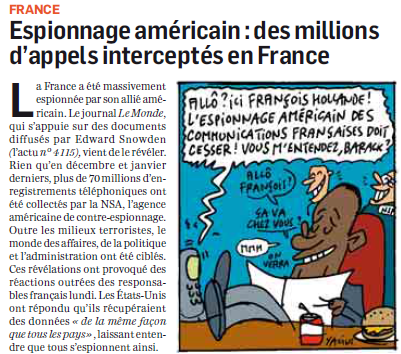 FRANCE
Espionnage américain : des millions
d'appels interceptés en France
La France a été massivement
espionnée par son allié amé-
ricain. Le journal Le Monde,
qui s'appuie sur des documents
diffusés par Edward Snowden
(l'actu n° 4115), vient de le révéler.
Rien qu'en décembre et janvier
derniers, plus de 70 millions d'en-
registrements téléphoniques ont
été collectés par la NSA, l'agence
américaine de contre-espionnage.
Outre les milieux terroristes, le
monde des affaires, de la politique
et l'administration ont été ciblés.
Ces révélations ont provoqué des
réactions outrées des responsables
français lundi. Les États-Unis
ont répondu qu'ils récupéraient
des données « de la même façon
que tous les pays », laissant enten-
dre que tous s'espionnent ainsi.
ALLÔ ? ICI FRANÇOIS HOLLANDE !
L'ESPIONNAGE AMÉRICAIN DES
COMMUNICATIONS FRANÇAISES DOIT
CESSER ! VOUS M'ENTENDEZ, BARACK ?
ALLÔ
FRANÇOIS ?
ÇA VA
CHEZ VOUS ?
MMM
ON
VERRA